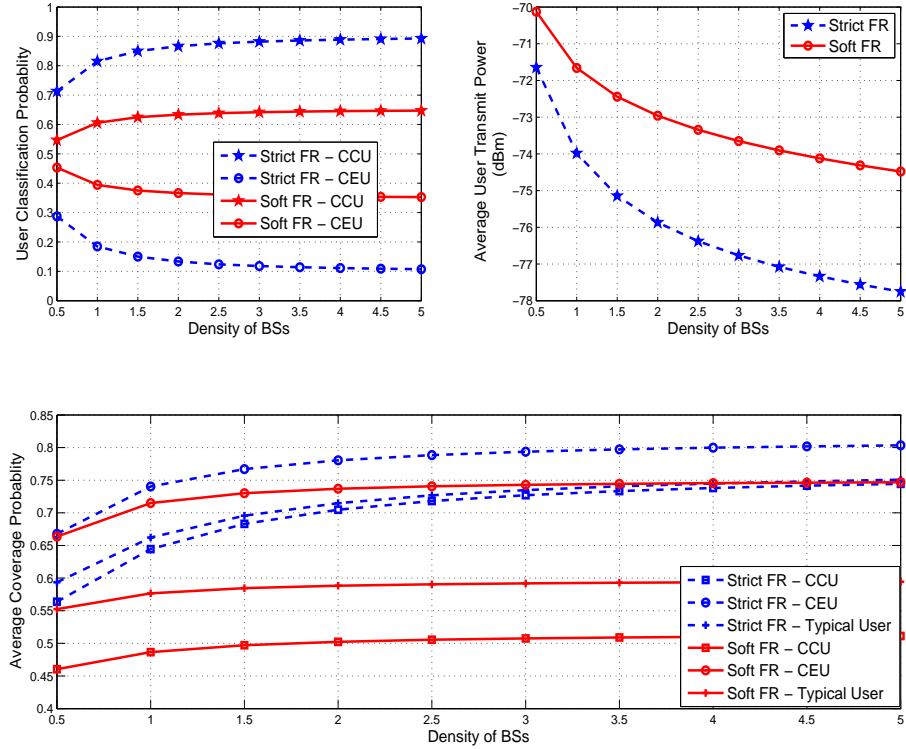 1
0.9
0.8
0.7
0.6
0.5
0.4
0.3
0.2
0.1
0
User Classification Probablity
Strict FR − CCU
Strict FR − CEU
Soft FR − CCU
Soft FR − CEU
0.5 1 1.5 2 2.5 3 3.5 4 4.5 5
Density of BSs
−70
−71
−72
−73
−74
−75
−76
−77
−78
Average User Transmit Power
(dBm)
Strict FR
Soft FR
0.5 1 1.5 2 2.5 3 3.5 4 4.5 5
Density of BSs
0.85
0.8
0.75
0.7
0.65
0.6
0.55
0.5
0.45
0.4
Average Coverage Probablity
Strict FR − CCU
Strict FR − CEU
Strict FR − Typical User
Soft FR − CCU
Soft FR − CEU
Soft FR − Typical User
0.5 1 1.5 2 2.5 3 3.5 4 4.5 5
Density of BSs